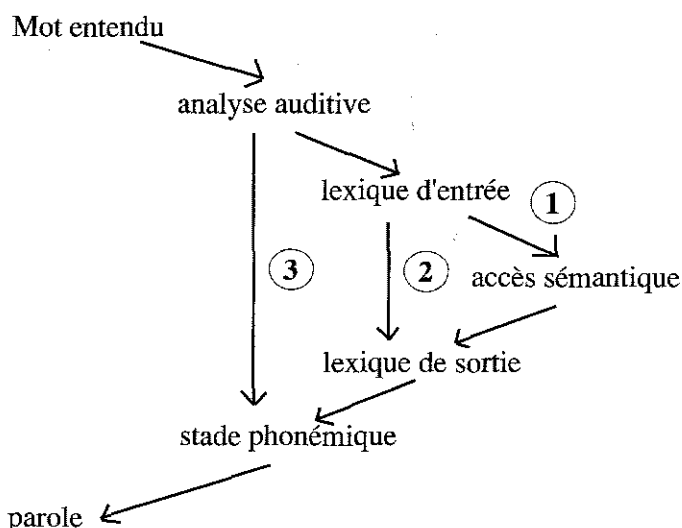 Mot entendu
analyse auditive
lexique d'entrée
1
3
2
accès sémantique
lexique de sortie
stade phonémique
parole